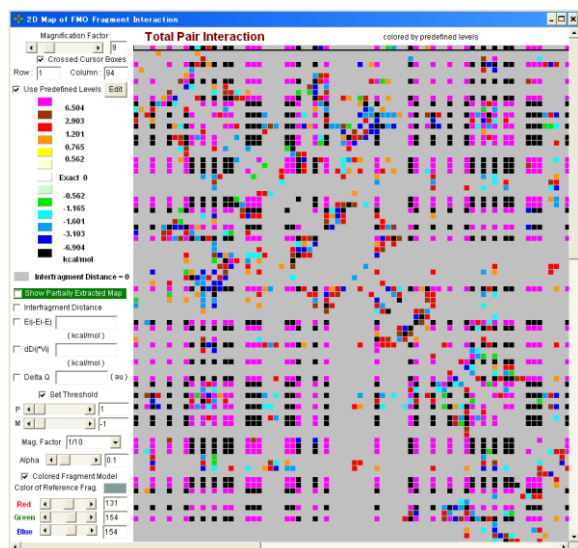 2D Map of FMO Fragment Interaction
Magnification Factor
9
Crossed Cursor Boxes
Row : 1 Column : 94
Use Predefined Levels Edit
6.504
2.903
1.201
0.765
0.562
Exact 0
-0.562
-1.165
-1.601
-3.103
-6.904
kcal/mol
Interfragment Distance = 0
Show Partially Extracted Map
Interfragment Distance
Eij-Ei-Ej
(kcal/mol)
dDij*Vij
(kcal/mol)
Delta Q (au)
Set Threshold
P 1
M -1
Mag. Factor 1/10
Alpha 0.1
Colored Fragment Model
Color of Reference Frag.
Red 131
Green 154
Blue 154
Total Pair Interaction
colored by predefined levels